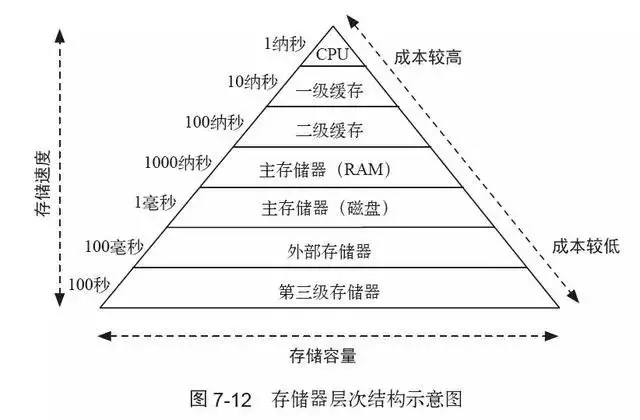 1纳秒
CPU
成本较高
10纳秒
一级缓存
100纳秒
二级缓存
存储速度
1000纳秒
主存储器（RAM）
1毫秒
主存储器（磁盘）
100毫秒
外部存储器
成本较低
100秒
第三级存储器
存储容量
图 7-12 存储器层次结构示意图